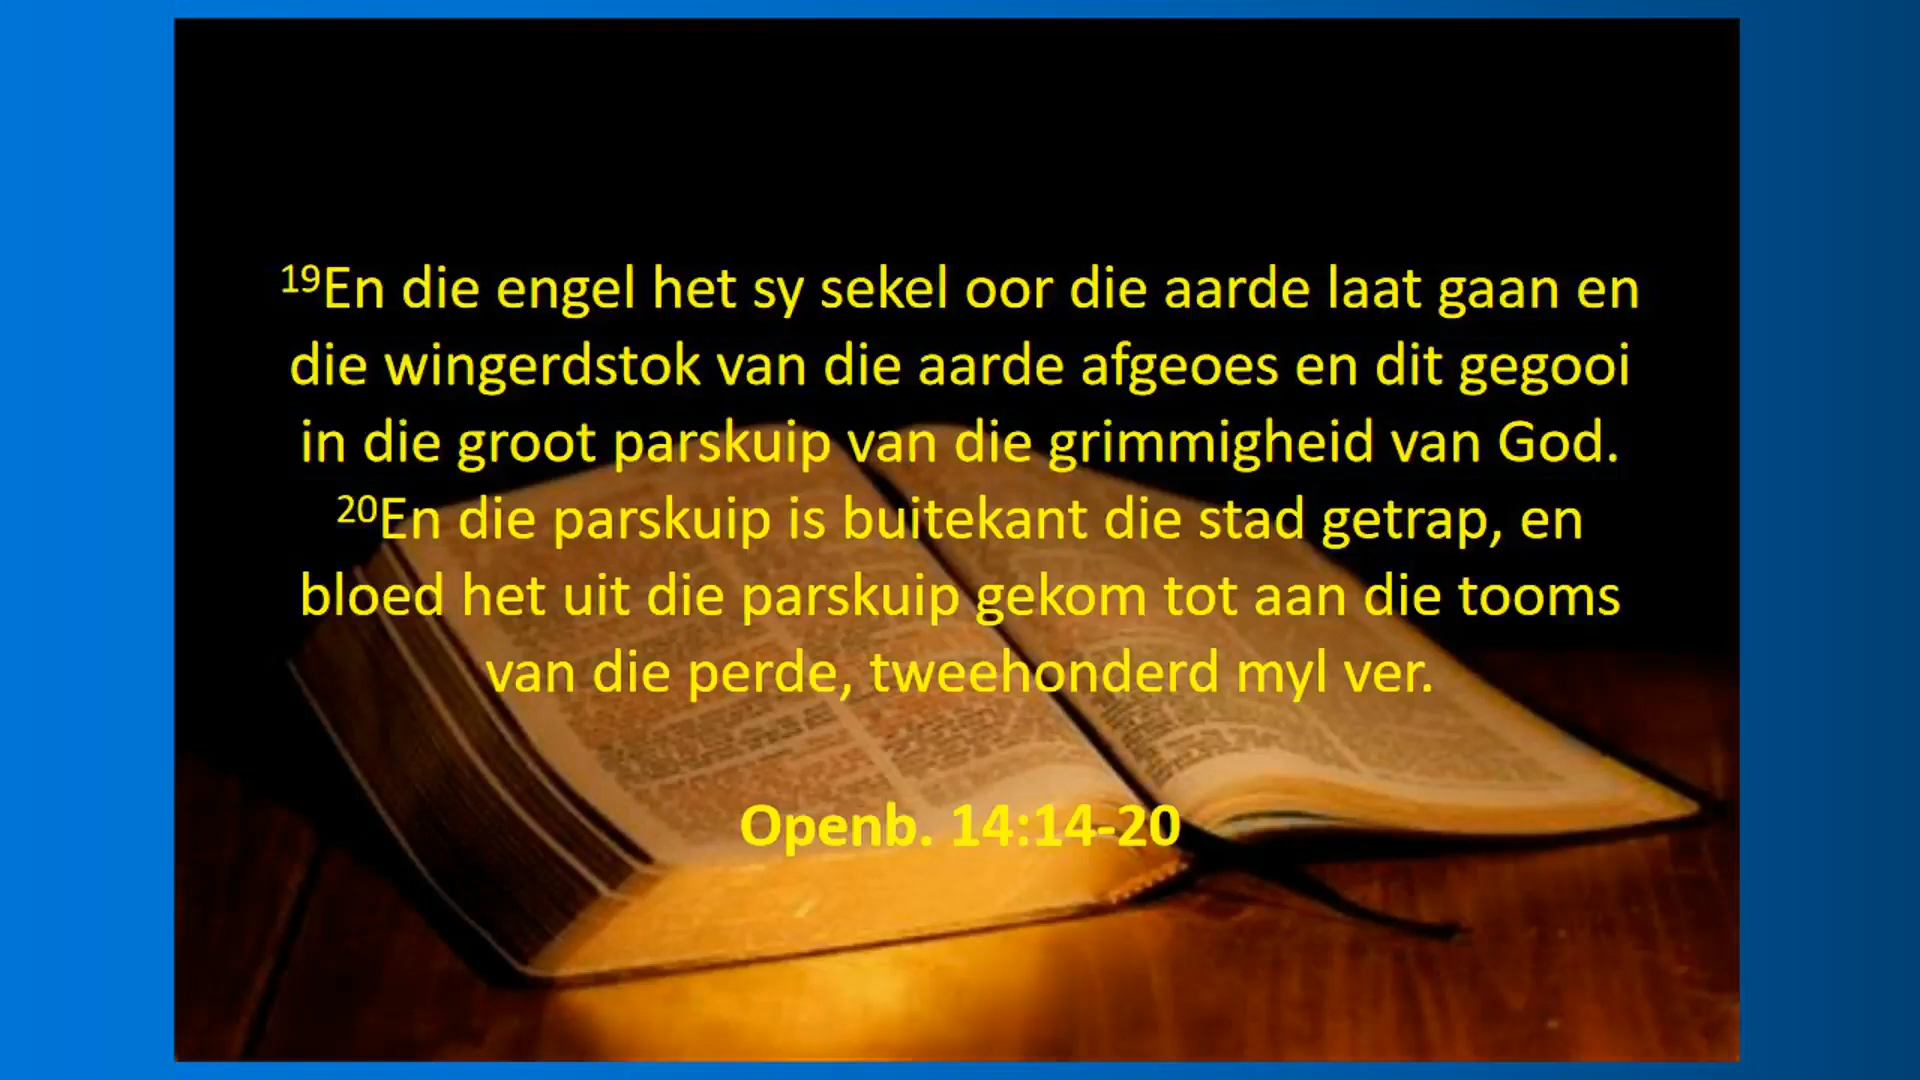 19En die engel het sy sekel oor die aarde laat gaan en
die wingerdstok van die aarde afgeoes en dit gegooi
in die groot parskuip van die grimmigheid van God.
20En die parskuip is buitekant die stad getrap, en
bloed het uit die parskuip gekom tot aan die tooms
van die perde, tweehonderd myl ver.
Openb. 14:14-20